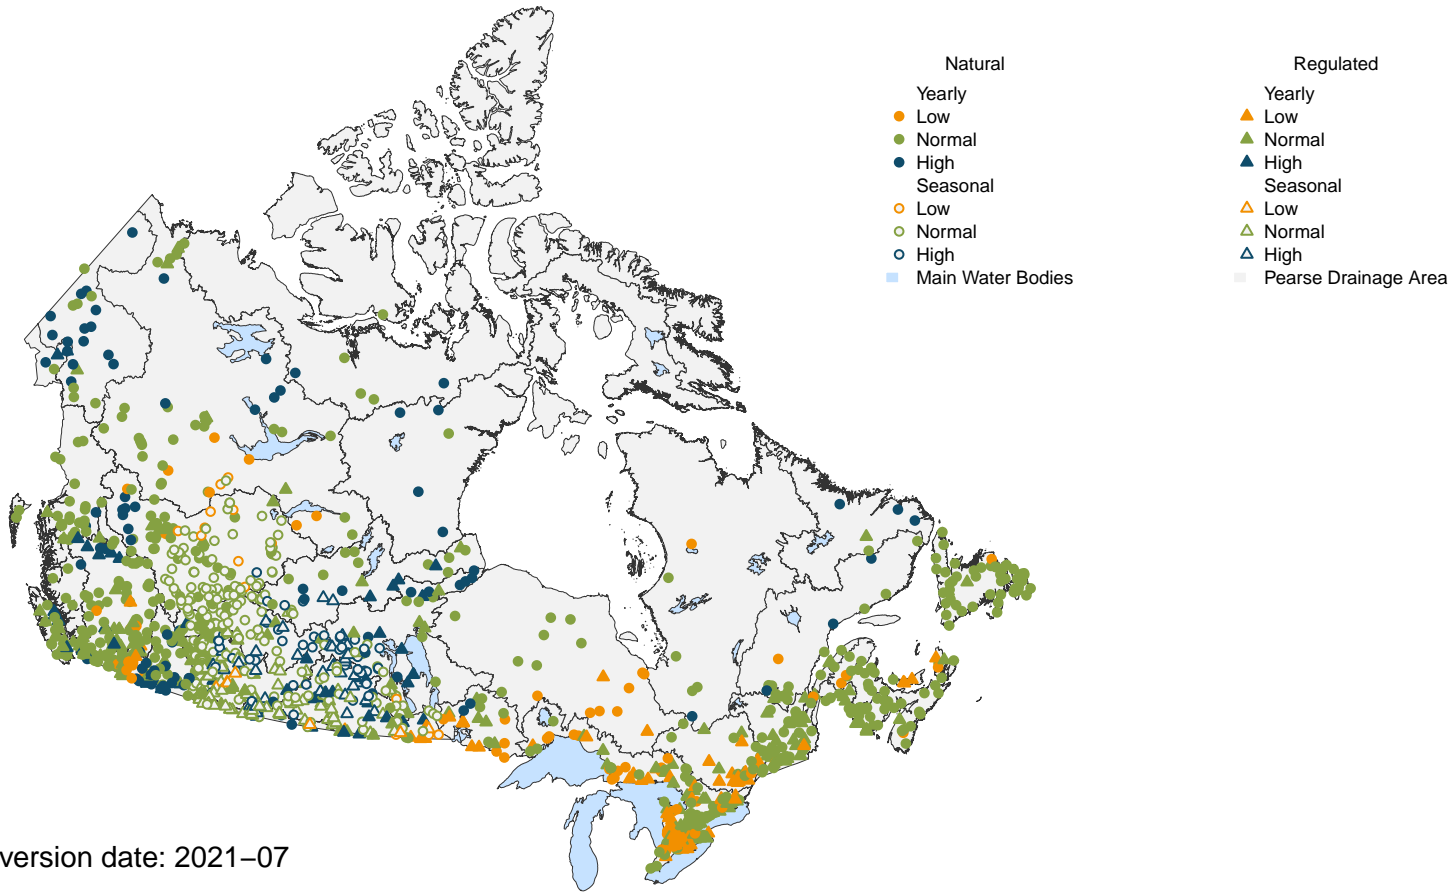 Natural
Yearly
Low
Normal
High
Seasonal
Low
Normal
High
Main Water Bodies
Regulated
Yearly
Low
Normal
High
Seasonal
Low
Normal
High
Pearse Drainage Area
version date: 2021−07